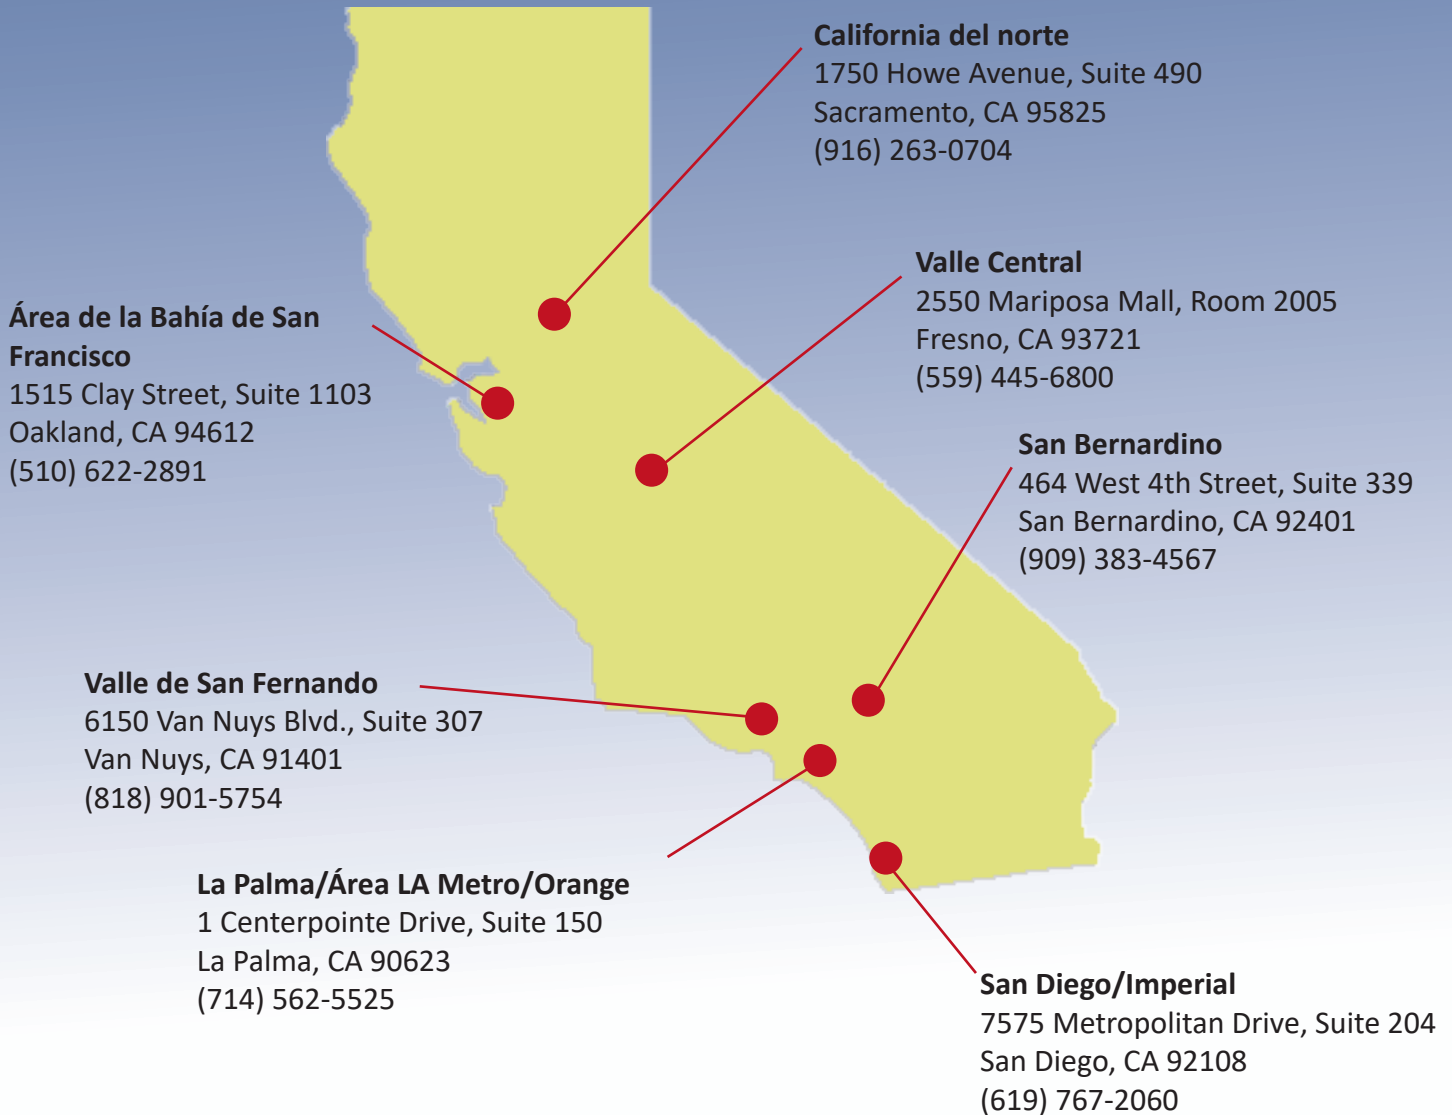 California del norte
1750 Howe Avenue, Suite 490
Sacramento, CA 95825
(916) 263-0704
Valle Central
2550 Mariposa Mall, Room 2005
Fresno, CA 93721
(559) 445-6800
Área de la Bahía de San
Francisco
1515 Clay Street, Suite 1103
Oakland, CA 94612
(510) 622-2891
San Bernardino
464 West 4th Street, Suite 339
San Bernardino, CA 92401
(909) 383-4567
Valle de San Fernando
6150 Van Nuys Blvd., Suite 307
Van Nuys, CA 91401
(818) 901-5754
La Palma/Área LA Metro/Orange
1 Centerpointe Drive, Suite 150
La Palma, CA 90623
(714) 562-5525
San Diego/Imperial
7575 Metropolitan Drive, Suite 204
San Diego, CA 92108
(619) 767-2060